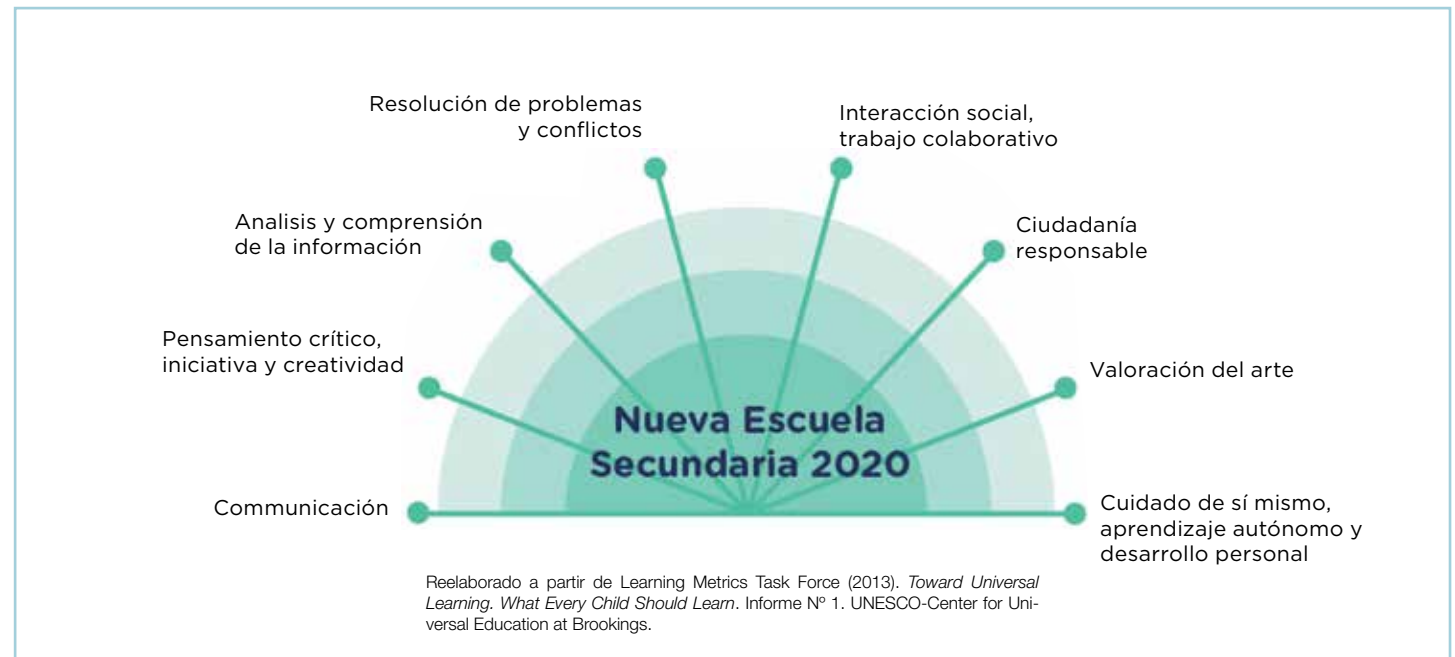 Resolución de problemas
y conflictos
Interacción social,
trabajo colaborativo
Analisis y comprensión
de la información
Ciudadanía
responsable
Pensamiento crítico,
iniciativa y creatividad
Valoración del arte
Nueva Escuela
Secundaria 2020
Communicación
Cuidado de sí mismo,
aprendizaje autónomo y
desarrollo personal
Reelaborado a partir de Learning Metrics Task Force (2013). Toward Universal
Learning. What Every Child Should Learn. Informe Nº 1. UNESCO-Center for Uni-
versal Education at Brookings.